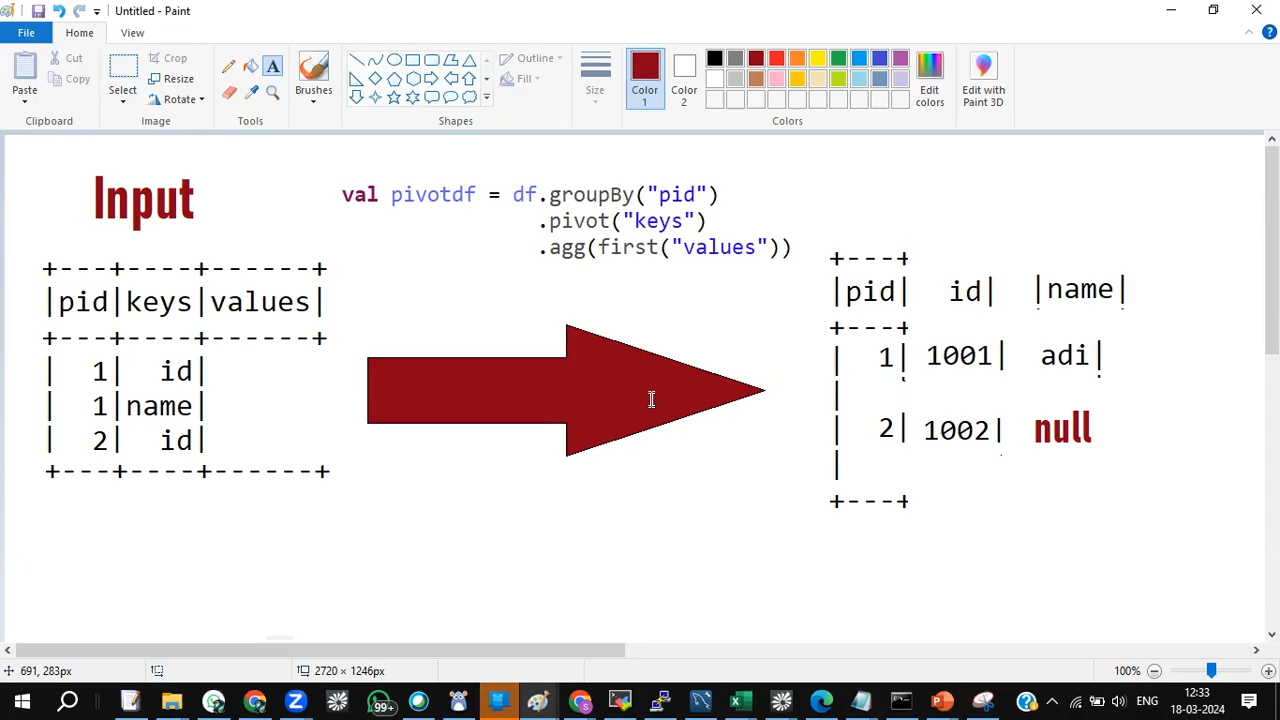 Untitled - Paint
File Home View
Paste
Cut
Copy
Clipboard
Select
Crop
Resize
Rotate
Image
Tools
Brushes
Shapes
Outline
Fill
Size
Color 1
Color 2
Edit colors
Colors
Edit with Paint 3D
Input
val pivotdf = df.groupBy("pid")
.pivot("keys")
.agg(first("values"))
+---+----+------+
|pid|keys|values|
+---+----+------+
| 1| id|
| 1|name|
| 2| id|
+---+----+------+
+---+
|pid| id| |name|
+---+
| 1| 1001| adi|
|
| 2| 1002| null
|
+---+
691, 283px
2720 × 1246px
100%
99+
ENG
12:33
18-03-2024